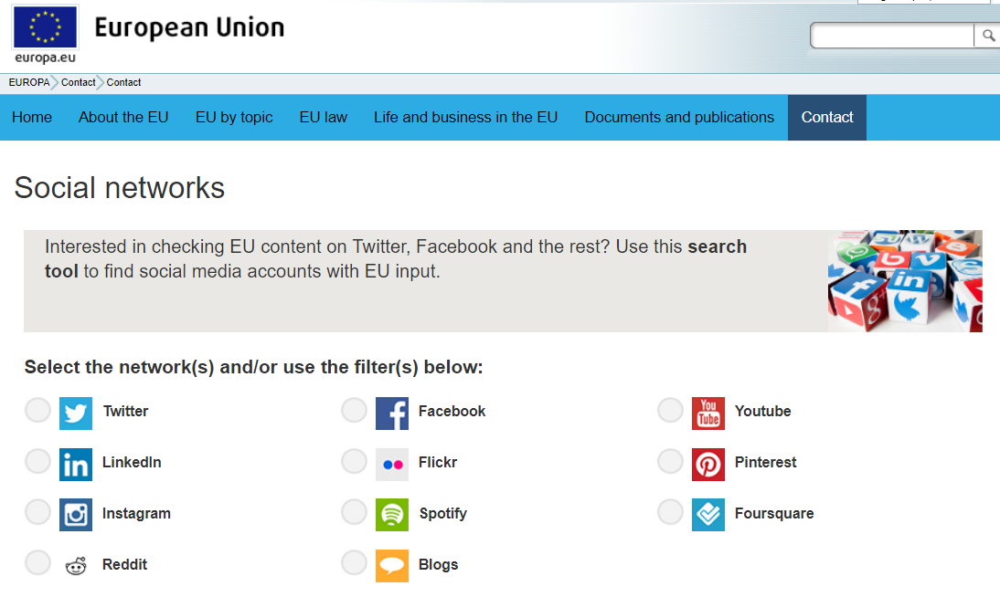 European Union
europa.eu
EUROPA Contact Contact
Home About the EU EU by topic EU law Life and business in the EU Documents and publications Contact
Social networks
Interested in checking EU content on Twitter, Facebook and the rest? Use this search
tool to find social media accounts with EU input.
Select the network(s) and/or use the filter(s) below:
Twitter Facebook You Tube Youtube
in LinkedIn Flickr Pinterest
Instagram Spotify Foursquare
Reddit Blogs